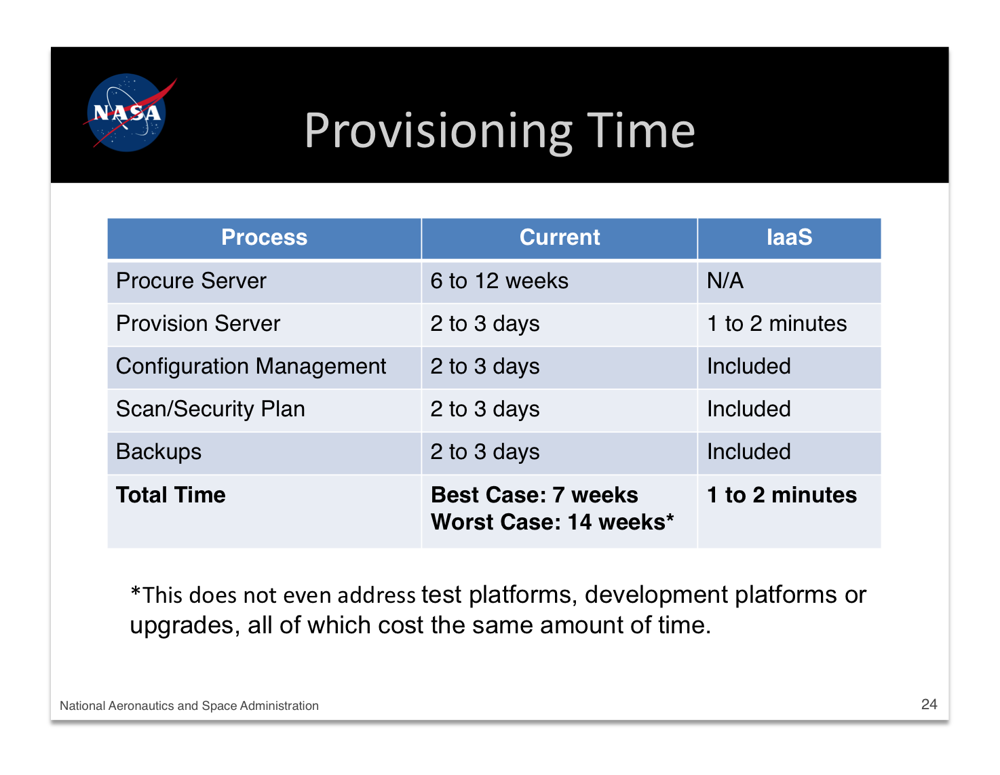 NASA
Provisioning Time
Process Current IaaS
Procure Server 6 to 12 weeks N/A
Provision Server 2 to 3 days 1 to 2 minutes
Configuration Management 2 to 3 days Included
Scan/Security Plan 2 to 3 days Included
Backups 2 to 3 days Included
Total Time Best Case: 7 weeks 1 to 2 minutes
Worst Case: 14 weeks*
*This does not even address test platforms, development platforms or
upgrades, all of which cost the same amount of time.
National Aeronautics and Space Administration 24